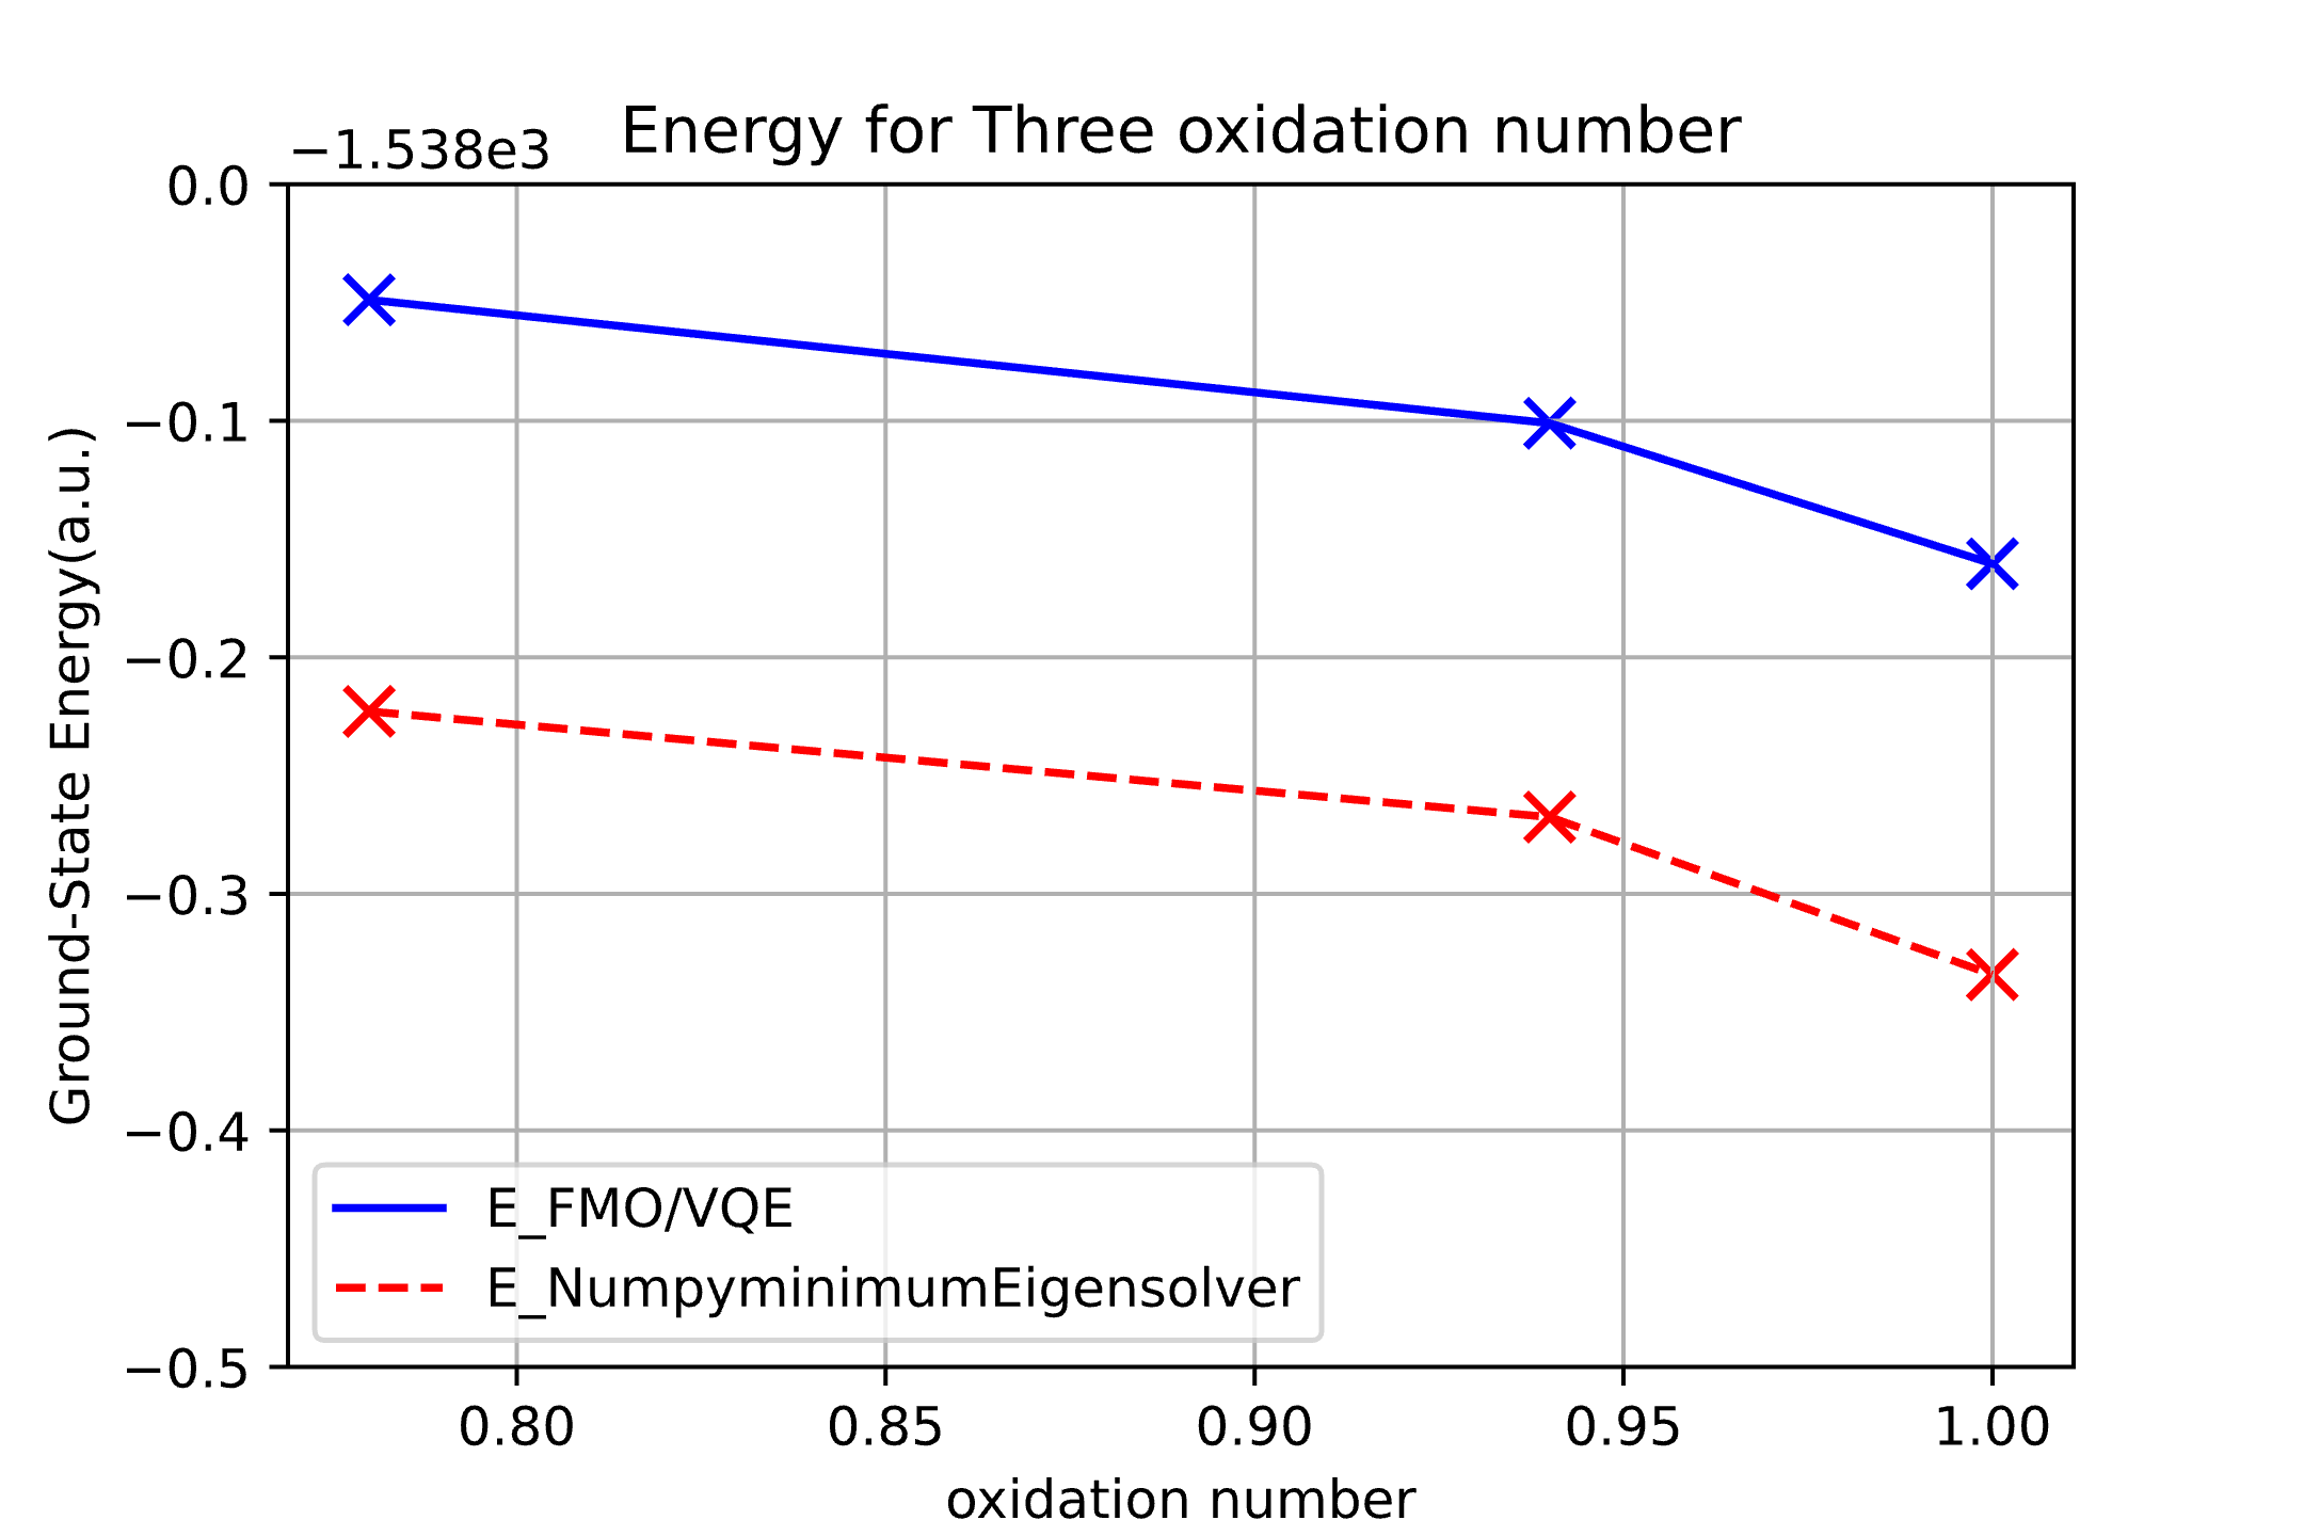 Energy for Three oxidation number
−1.538e3
0.0
−0.1
−0.2
−0.3
−0.4
−0.5
Ground-State Energy(a.u.)
E_FMO/VQE
E_NumpyminimumEigensolver
0.80 0.85 0.90 0.95 1.00
oxidation number